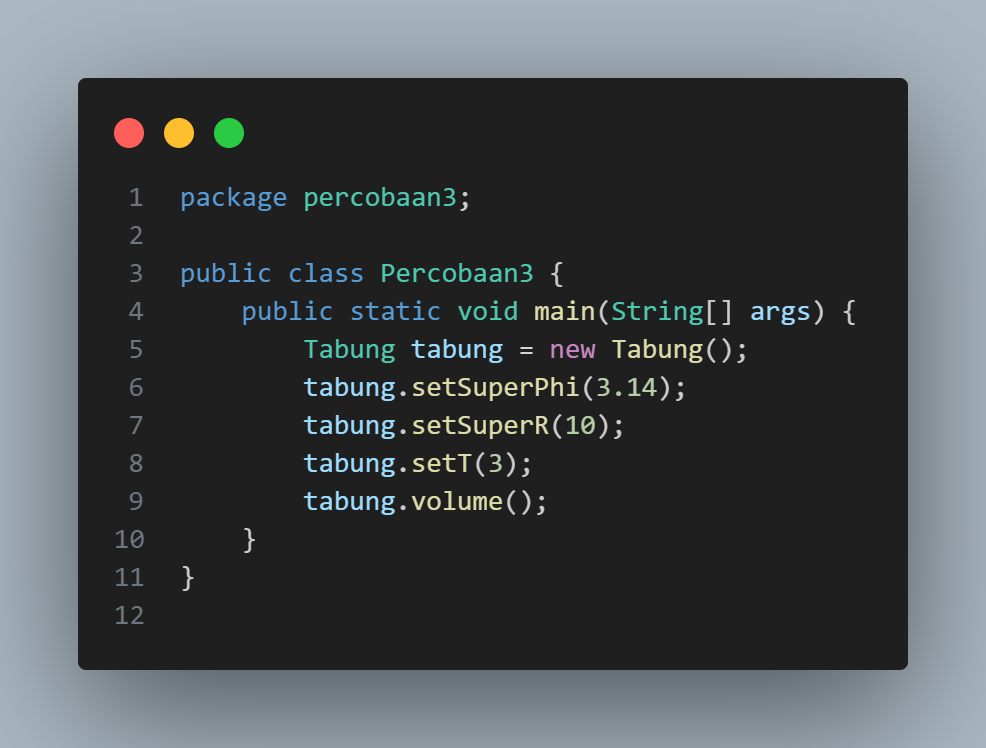 1 package percobaan3;
2
3 public class Percobaan3 {
4     public static void main(String[] args) {
5         Tabung tabung = new Tabung();
6         tabung.setSuperPhi(3.14);
7         tabung.setSuperR(10);
8         tabung.setT(3);
9         tabung.volume();
10     }
11 }
12